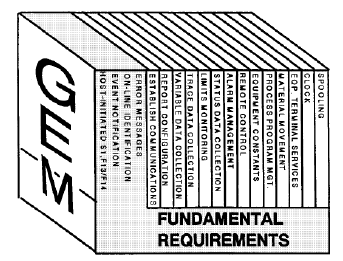 GEM
HOST-INITIATED S1,F13/F14
EVENT NOTIFICATION
ON-LINE IDENTIFICATION
ERROR MESSAGES
ESTABLISH COMMUNICATIONS
REPORT CONFIGURATION
VARIABLE DATA COLLECTION
TRACE DATA COLLECTION
LIMITS MONITORING
STATUS DATA COLLECTION
ALARM MANAGEMENT
REMOTE CONTROL
EQUIPMENT CONSTANTS
PROCESS PROGRAM MGT.
MATERIAL MOVEMENT
EQP. TERMINAL SERVICES
CLOCK
SPOOLING
FUNDAMENTAL
REQUIREMENTS